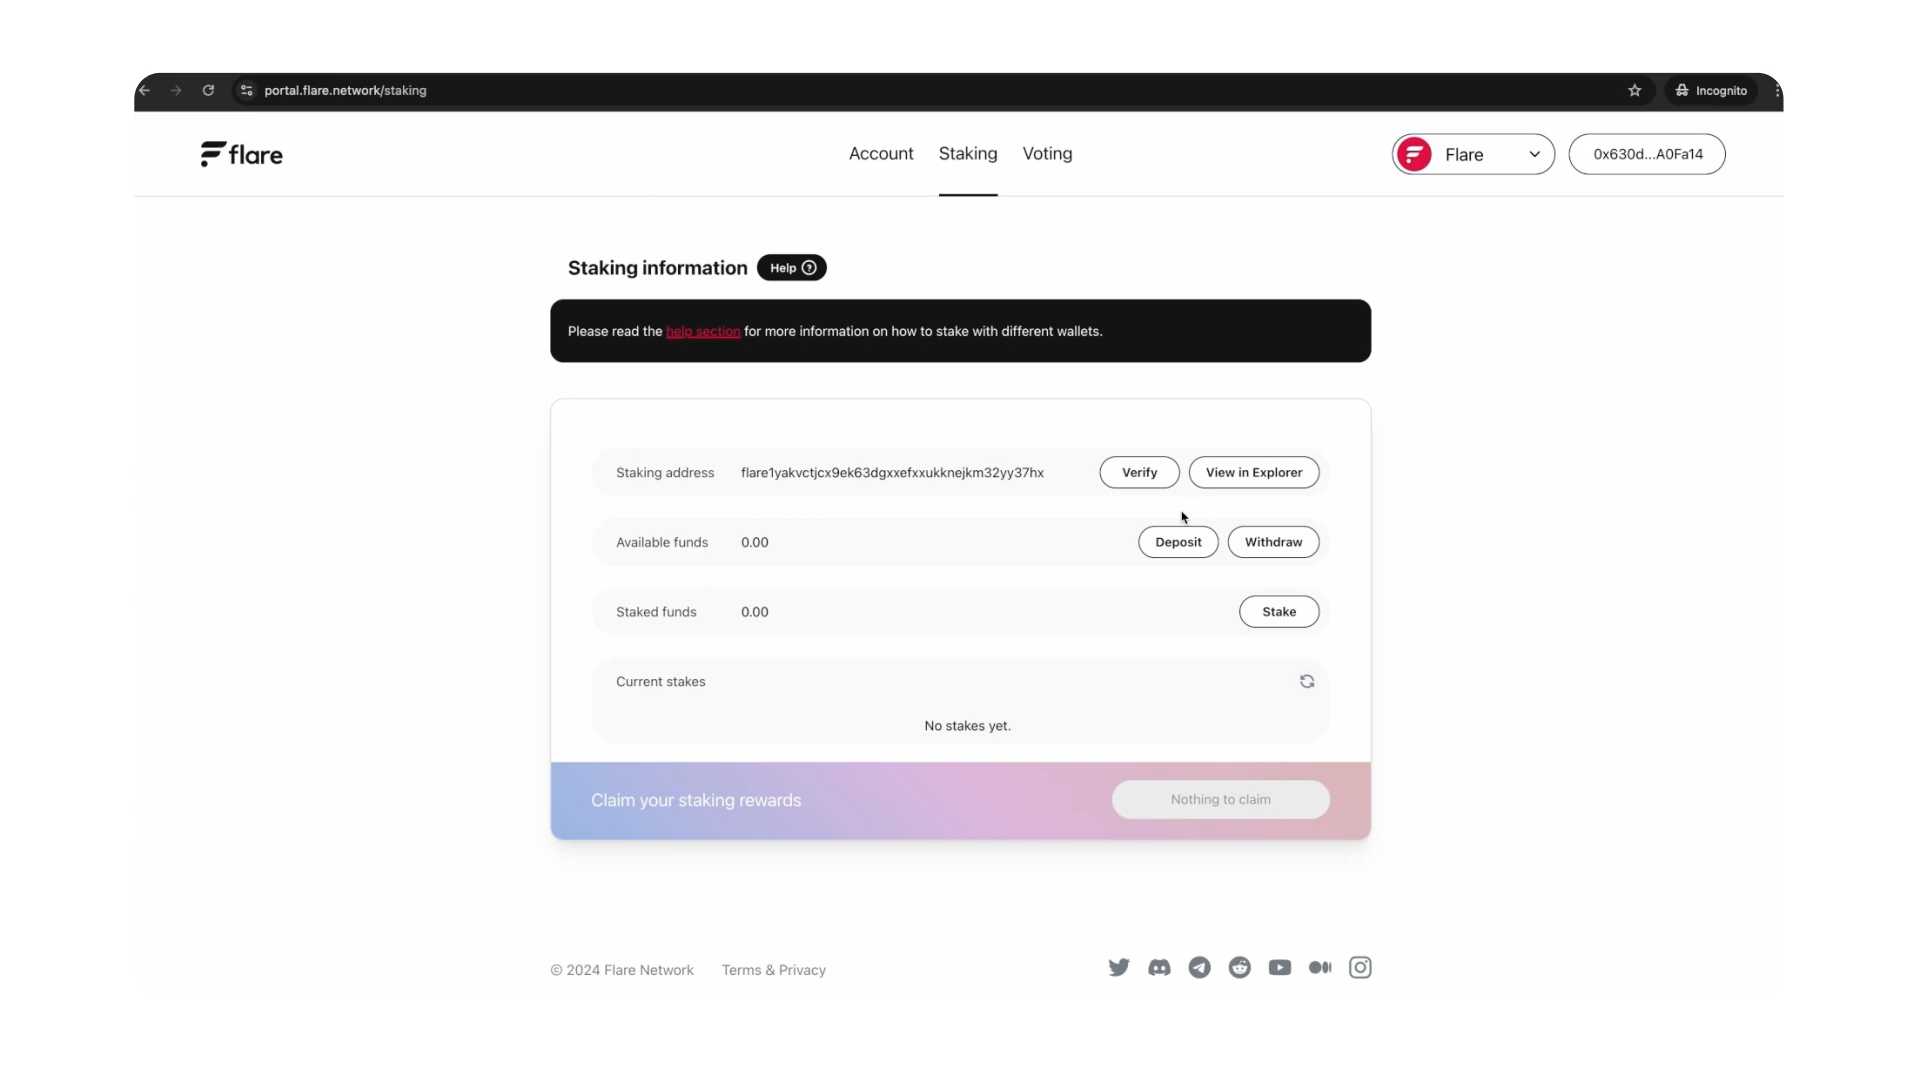 portal.flare.network/staking
Incognito
flare
Account Staking Voting
Flare
0x630d...A0Fa14
Staking information
Help ?
Please read the help section for more information on how to stake with different wallets.
Staking address flare1yakvctjcx9ek63dgxxefxxukknejkm32yy37hx Verify View in Explorer
Available funds 0.00 Deposit Withdraw
Staked funds 0.00 Stake
Current stakes
No stakes yet.
Claim your staking rewards Nothing to claim
© 2024 Flare Network Terms & Privacy